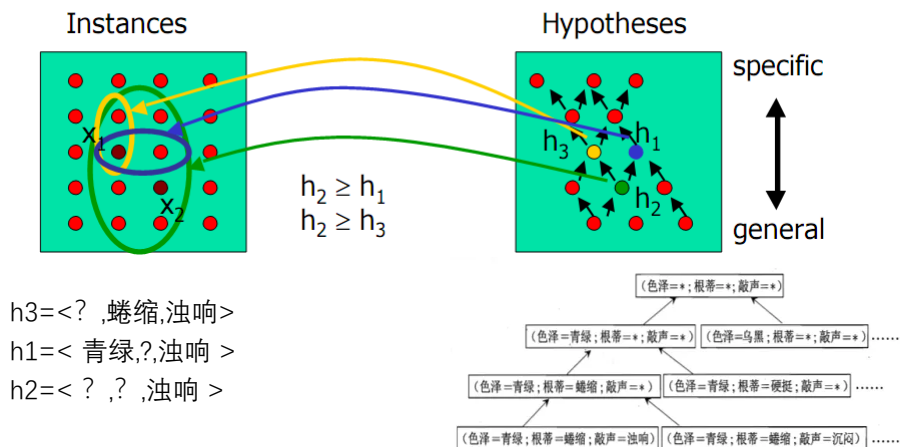 Instances
Hypotheses
specific
x1
h3
h1
h2 ≥ h1
h2 ≥ h3
x2
h2
general
h3=<？,蜷缩,浊响>
h1=< 青绿,?,浊响 >
h2=< ？,？,浊响 >
(色泽=*;根蒂=*;敲声=*)
(色泽=青绿;根蒂=*;敲声=*)
(色泽=乌黑;根蒂=*;敲声=*) ……
(色泽=青绿;根蒂=蜷缩;敲声=*)
(色泽=青绿;根蒂=硬挺;敲声=*) ……
(色泽=青绿;根蒂=蜷缩;敲声=浊响)
(色泽=青绿;根蒂=蜷缩;敲声=沉闷) ……